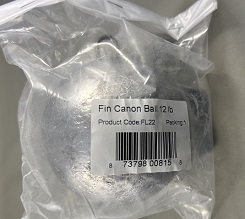 Fin Canon Ball 12 lb
Product Code FL22 Packing 1
8 73798 00815 8